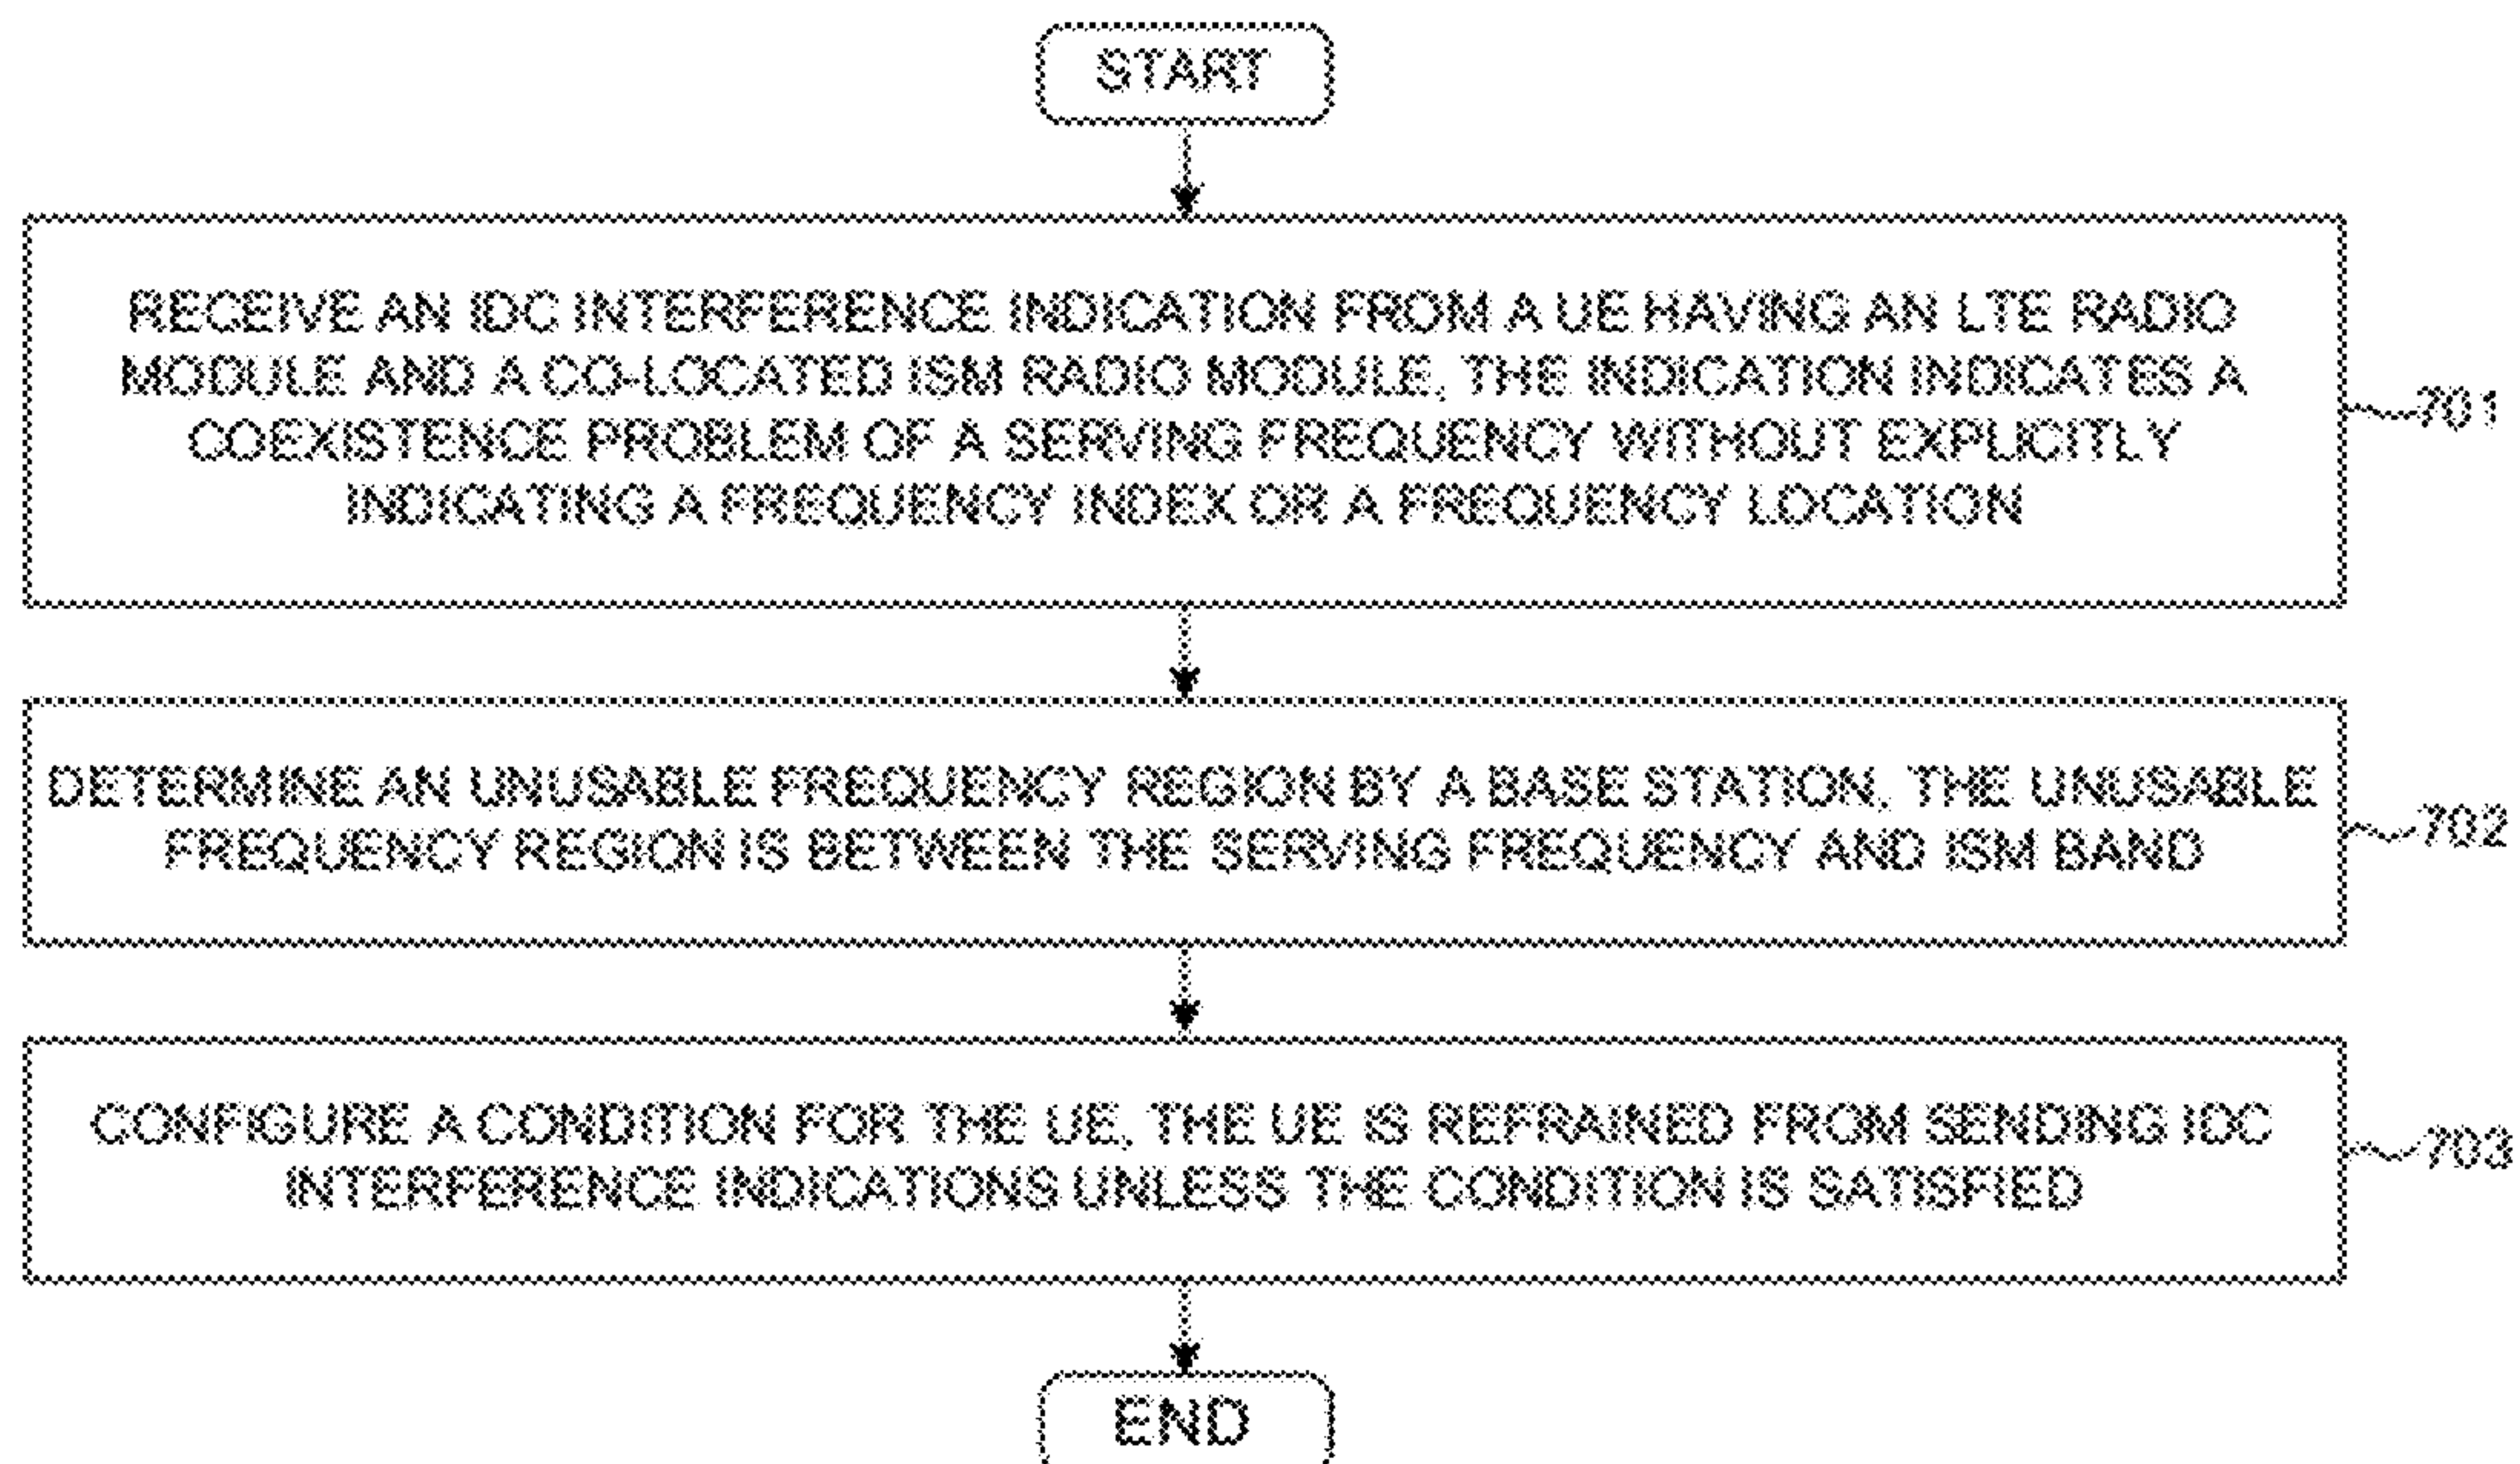 START
RECEIVE AN IDC INTERFERENCE INDICATION FROM A UE HAVING AN LTE RADIO
MODULE AND A CO-LOCATED ISM RADIO MODULE, THE INDICATION INDICATES A
COEXISTENCE PROBLEM OF A SERVING FREQUENCY WITHOUT EXPLICITLY
INDICATING A FREQUENCY INDEX OR A FREQUENCY LOCATION
701
DETERMINE AN UNUSABLE FREQUENCY REGION BY A BASE STATION, THE UNUSABLE
FREQUENCY REGION IS BETWEEN THE SERVING FREQUENCY AND ISM BAND
702
CONFIGURE A CONDITION FOR THE UE, THE UE IS REFRAINED FROM SENDING IDC
INTERFERENCE INDICATIONS UNLESS THE CONDITION IS SATISFIED
703
END